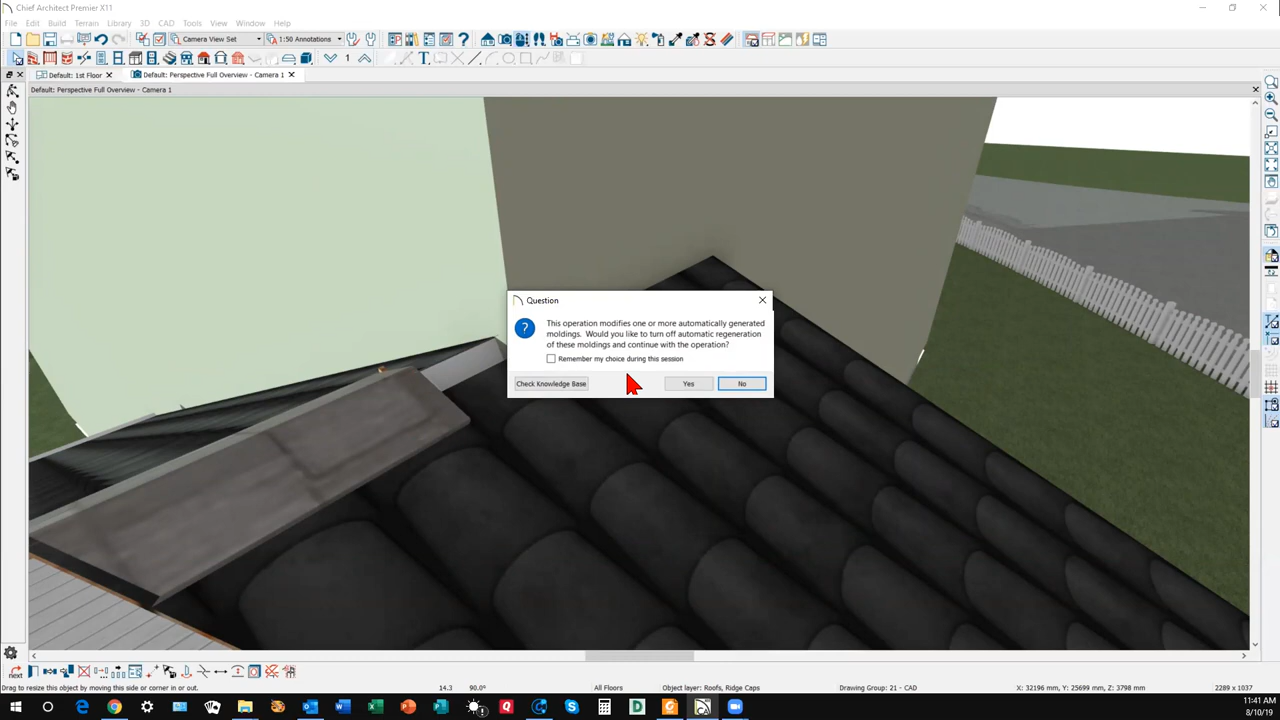 Chief Architect Premier X11
File Edit Build Terrain Library 3D CAD Tools View Window Help
Camera View Set 1:50 Annotations
1
Default: 1st Floor Default: Perspective Full Overview - Camera 1
Default: Perspective Full Overview - Camera 1
Question
This operation modifies one or more automatically generated
moldings. Would you like to turn off automatic regeneration
of these moldings and continue with the operation?
Remember my choice during this session
Check Knowledge Base Yes No
next
Drag to resize this object by moving this side or corner in or out. 14.3 90.0° All Floors Object layer: Roofs, Ridge Caps Drawing Group: 21 - CAD X: 32196 mm, Y: 25699 mm, Z: 3798 mm 2289 x 1037
11:41 AM
8/10/19